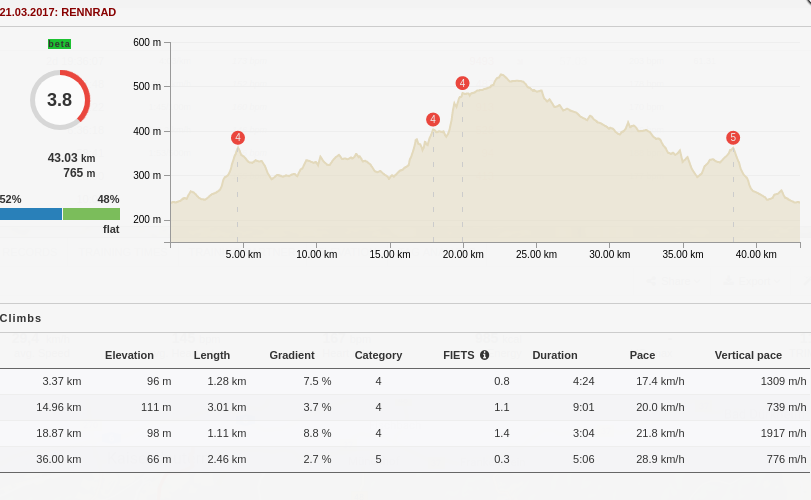 21.03.2017: RENNRAD
beta
3.8
43.03 km
765 m
52% 48%
flat
600 m
500 m
400 m
300 m
200 m
4 4 4 5
5.00 km 10.00 km 15.00 km 20.00 km 25.00 km 30.00 km 35.00 km 40.00 km
Climbs
Elevation Length Gradient Category FIETS Duration Pace Vertical pace
3.37 km 96 m 1.28 km 7.5 % 4 0.8 4:24 17.4 km/h 1309 m/h
14.96 km 111 m 3.01 km 3.7 % 4 1.1 9:01 20.0 km/h 739 m/h
18.87 km 98 m 1.11 km 8.8 % 4 1.4 3:04 21.8 km/h 1917 m/h
36.00 km 66 m 2.46 km 2.7 % 5 0.3 5:06 28.9 km/h 776 m/h